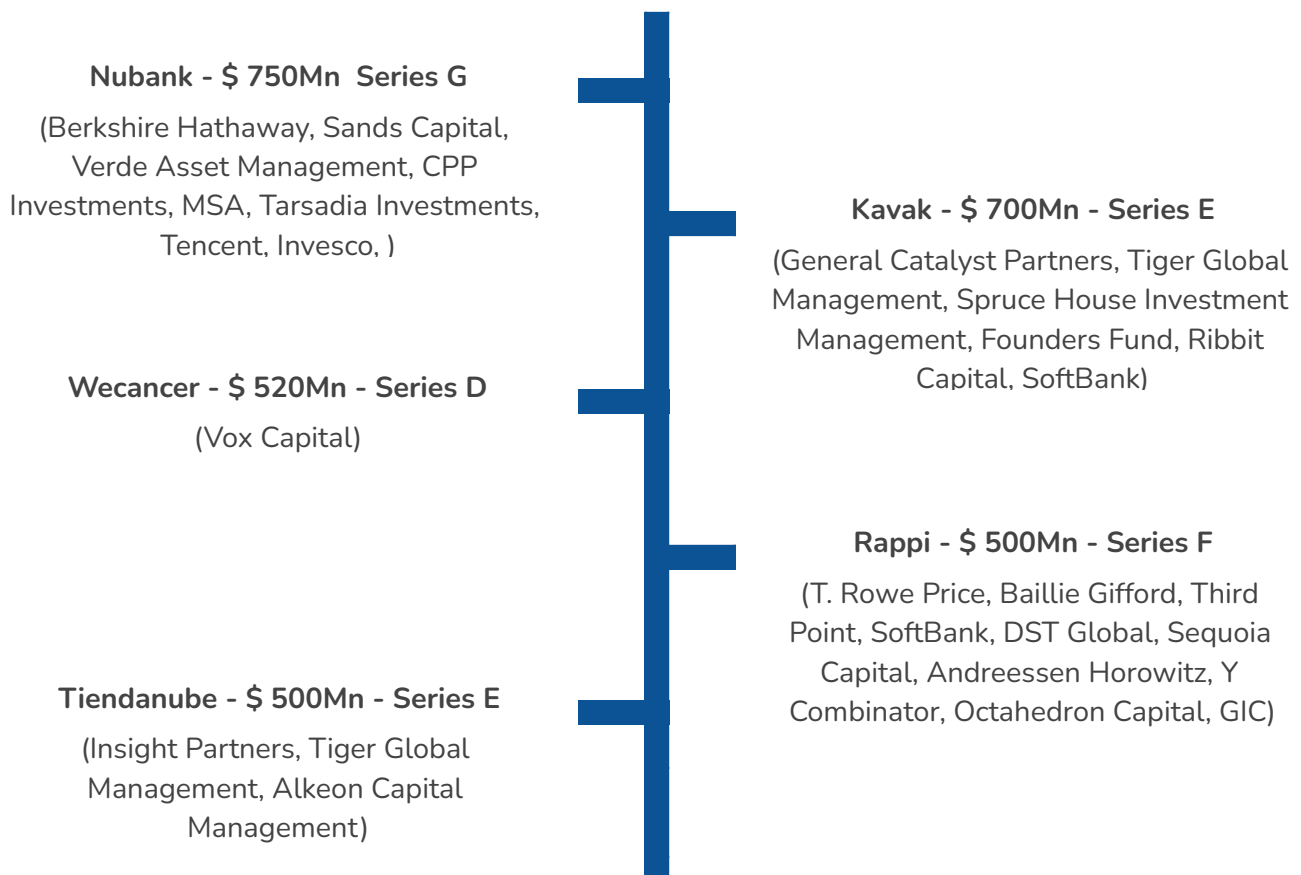 Nubank - $ 750Mn  Series G
(Berkshire Hathaway, Sands Capital,
Verde Asset Management, CPP
Investments, MSA, Tarsadia Investments,
Tencent, Invesco, )
Kavak - $ 700Mn - Series E
(General Catalyst Partners, Tiger Global
Management, Spruce House Investment
Management, Founders Fund, Ribbit
Capital, SoftBank)
Wecancer - $ 520Mn - Series D
(Vox Capital)
Rappi - $ 500Mn - Series F
(T. Rowe Price, Baillie Gifford, Third
Point, SoftBank, DST Global, Sequoia
Capital, Andreessen Horowitz, Y
Combinator, Octahedron Capital, GIC)
Tiendanube - $ 500Mn - Series E
(Insight Partners, Tiger Global
Management, Alkeon Capital
Management)